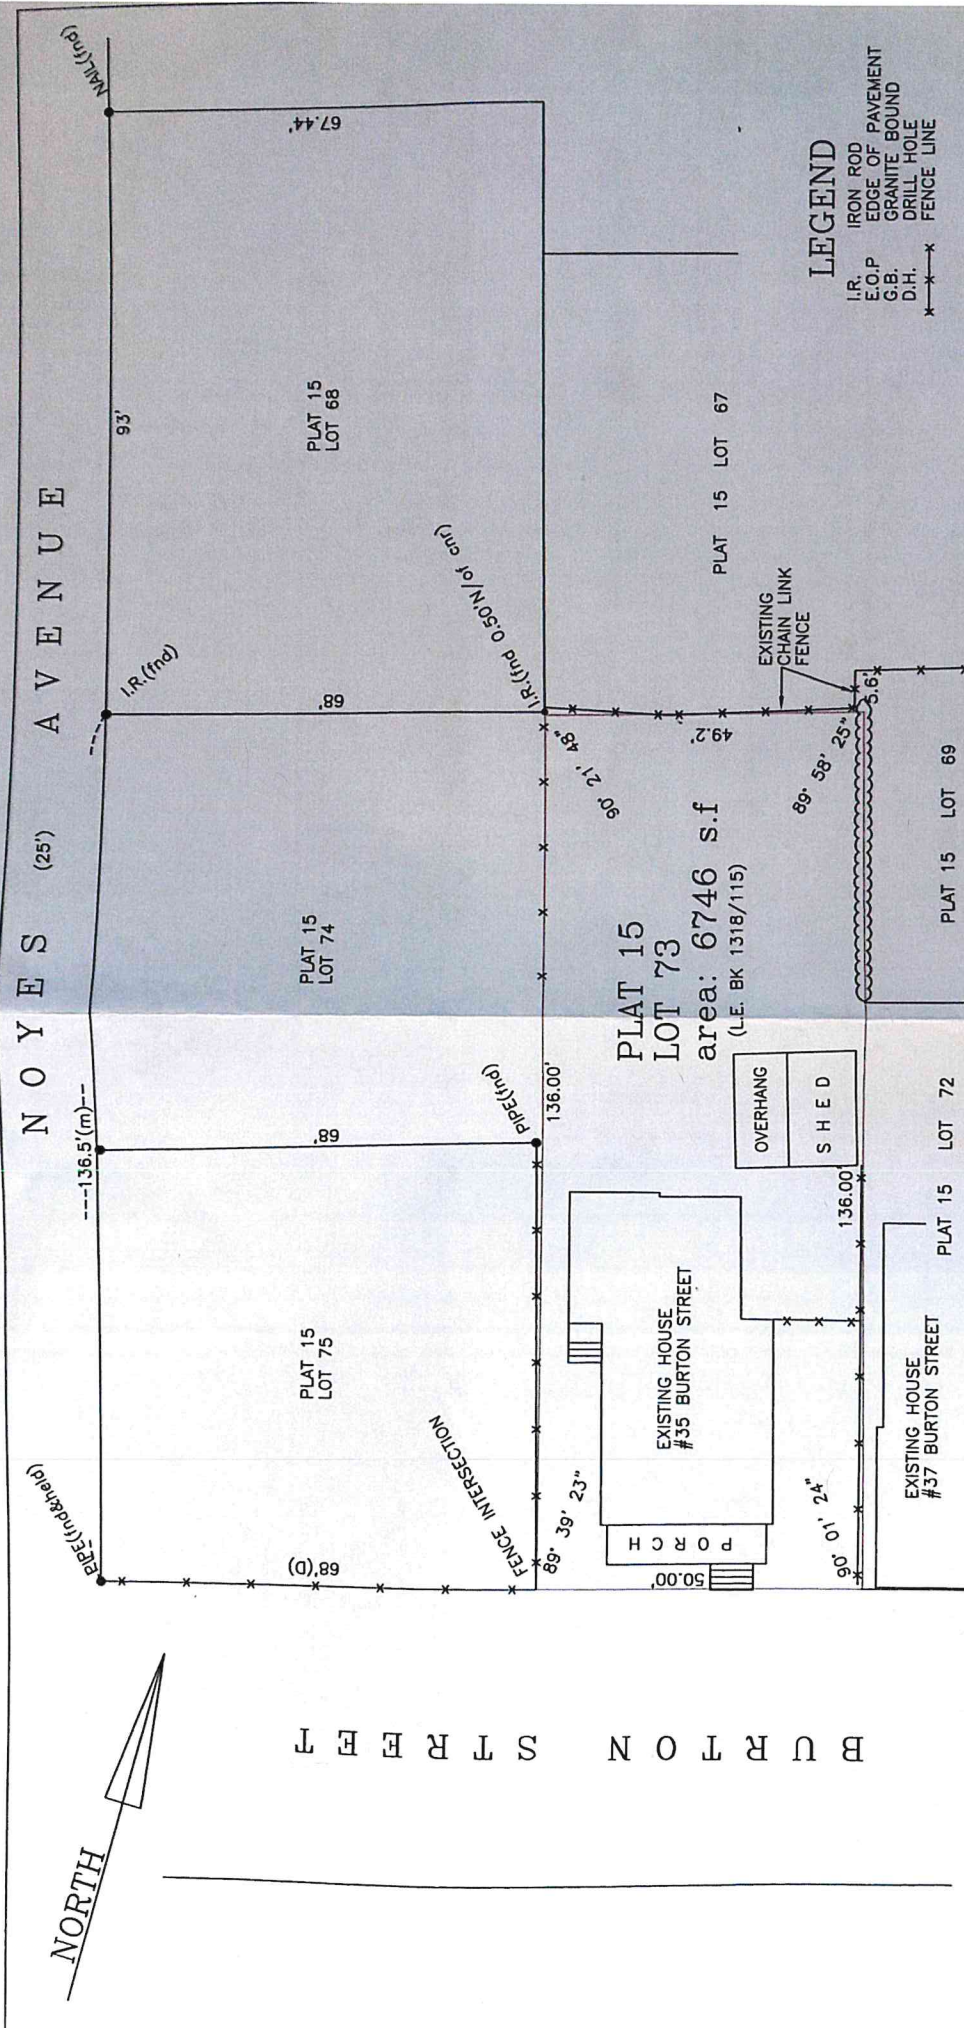 NOYES AVENUE
(25')
---136.5'(m)---
93'
NAIL(fnd)
I.R.(fnd)
PIPE(fnd&held)
68'(D)
68'
68'
67.44'
PLAT 15
LOT 75
PLAT 15
LOT 74
PLAT 15
LOT 68
FENCE INTERSECTION
PIPE(fnd)
I.R.(fnd 0.50'N/of cnr)
136.00'
89° 39' 23"
90° 21' 48"
PLAT 15
LOT 73
area: 6746 s.f
(L.E. BK 1318/115)
EXISTING HOUSE
#35 BURTON STREET
PORCH
50.00'
OVERHANG
SHED
49.2'
PLAT 15 LOT 67
EXISTING
CHAIN LINK
FENCE
90° 01' 24"
136.00'
89° 58' 25"
5.6'
EXISTING HOUSE
#37 BURTON STREET
PLAT 15 LOT 72
PLAT 15 LOT 69
NORTH
BURTON STREET
LEGEND
I.R. IRON ROD
E.O.P EDGE OF PAVEMENT
G.B. GRANITE BOUND
D.H. DRILL HOLE
FENCE LINE